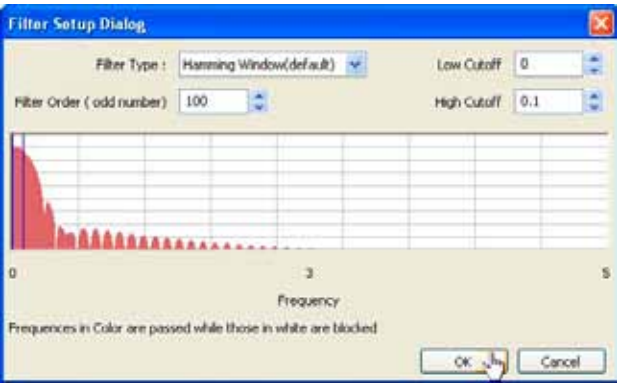 Filter Setup Dialog
Filter Type : Hamming Window(default) Low Cutoff 0
Filter Order ( odd number) 100 High Cutoff 0.1
0 3 5
Frequency
Frequences in Color are passed while those in white are blocked
OK Cancel